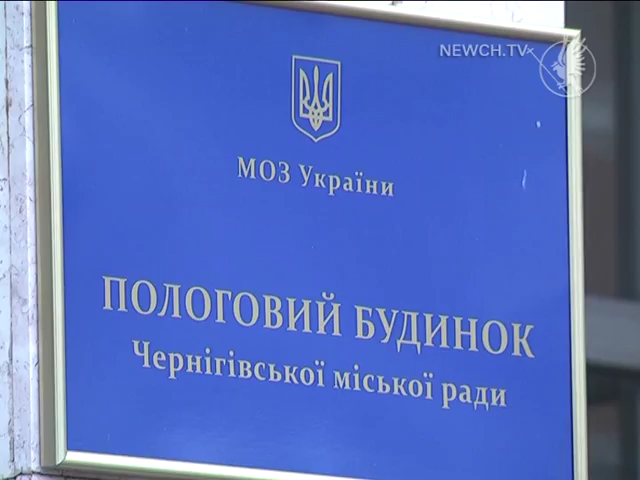 NEWCH.TV
МОЗ України
ПОЛОГОВИЙ БУДИНОК
Чернігівської міської ради